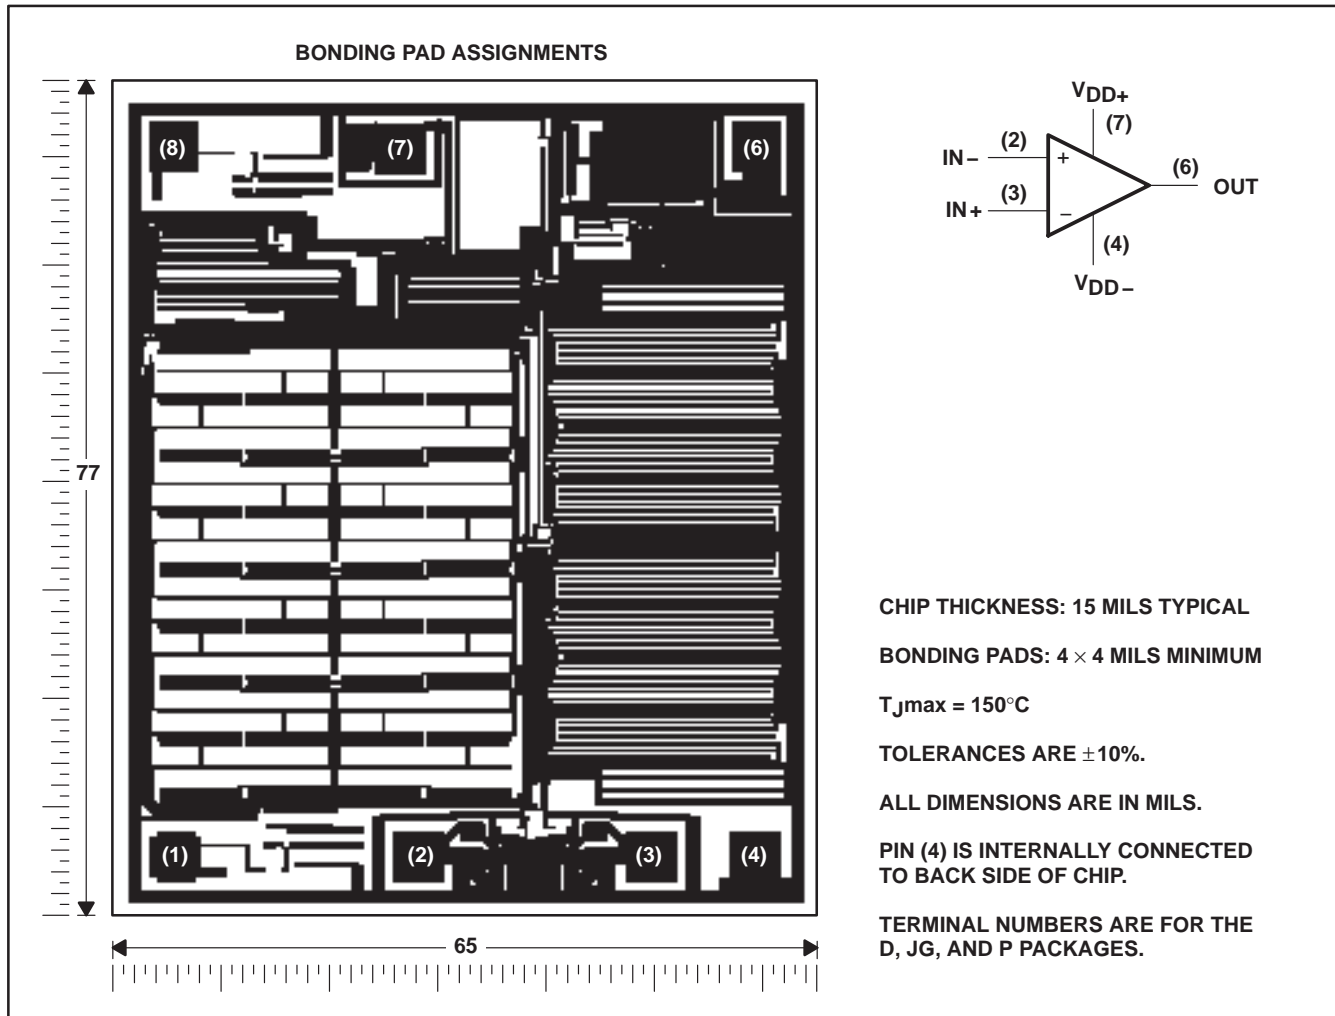 BONDING PAD ASSIGNMENTS
(8)
(7)
(6)
77
(1)
(2)
(3)
(4)
65
VDD+
(7)
IN− (2) +
(6)
OUT
IN+ (3) −
(4)
VDD−
CHIP THICKNESS: 15 MILS TYPICAL
BONDING PADS: 4 × 4 MILS MINIMUM
TJmax = 150°C
TOLERANCES ARE ±10%.
ALL DIMENSIONS ARE IN MILS.
PIN (4) IS INTERNALLY CONNECTED
TO BACK SIDE OF CHIP.
TERMINAL NUMBERS ARE FOR THE
D, JG, AND P PACKAGES.